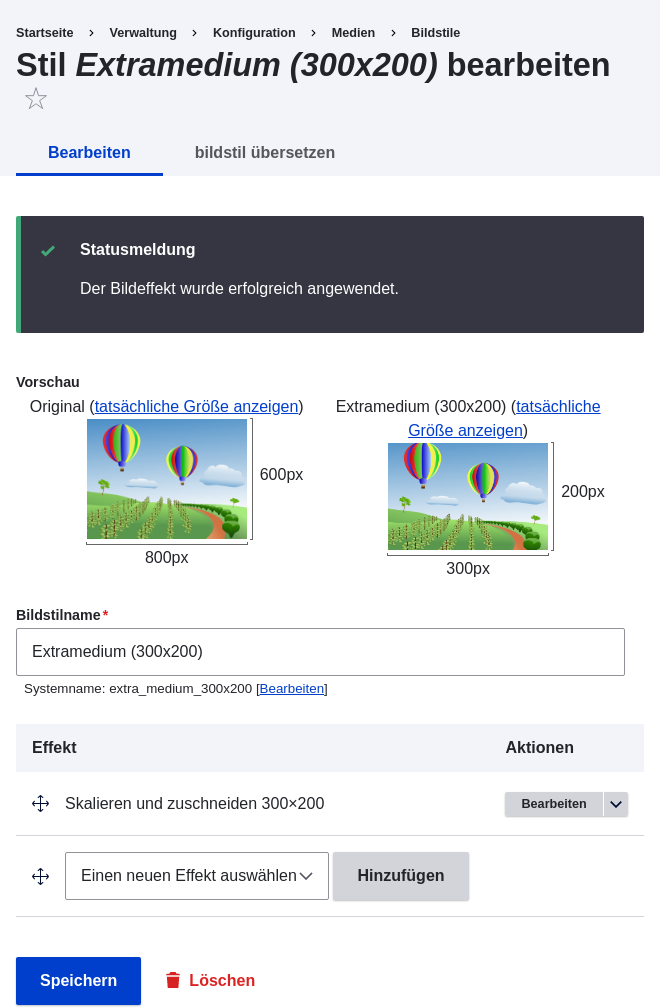 Startseite > Verwaltung > Konfiguration > Medien > Bildstile
Stil Extramedium (300x200) bearbeiten
Bearbeiten bildstil übersetzen
Statusmeldung
Der Bildeffekt wurde erfolgreich angewendet.
Vorschau
Original (tatsächliche Größe anzeigen)
600px
800px
Extramedium (300x200) (tatsächliche
Größe anzeigen)
200px
300px
Bildstilname*
Extramedium (300x200)
Systemname: extra_medium_300x200 [Bearbeiten]
Effekt Aktionen
Skalieren und zuschneiden 300×200 Bearbeiten
Einen neuen Effekt auswählen Hinzufügen
Speichern Löschen